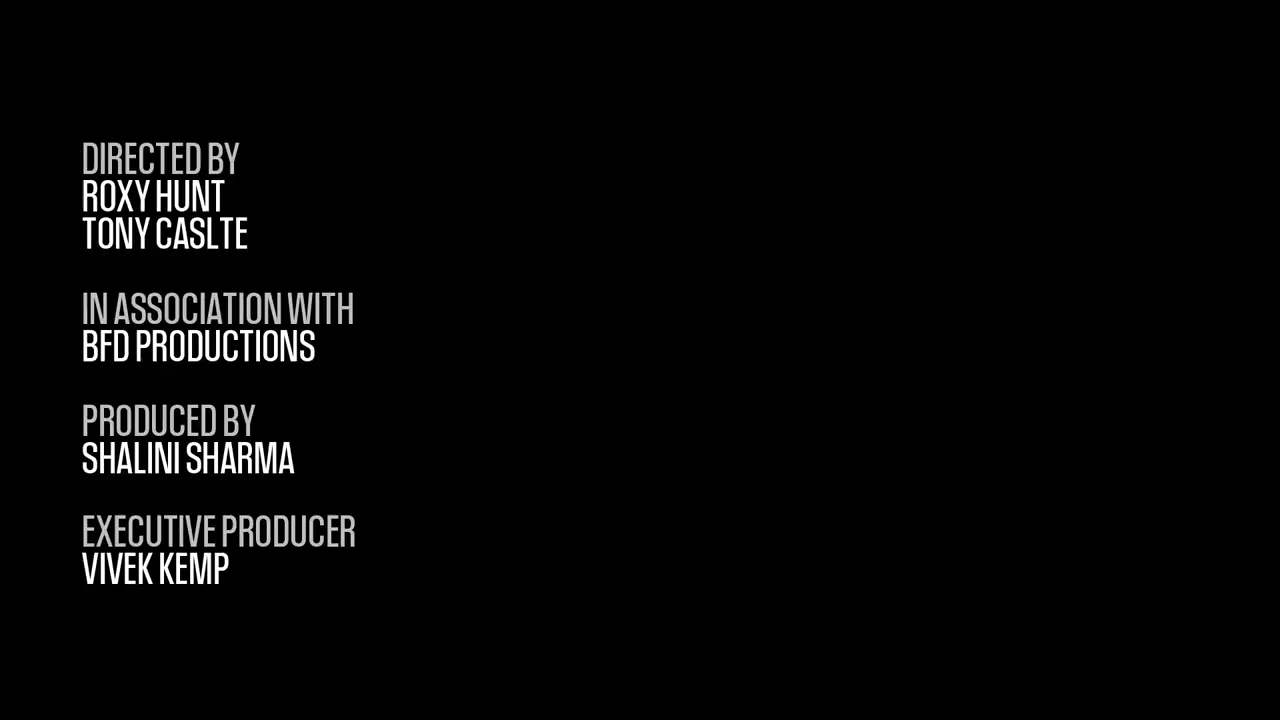 DIRECTED BY
ROXY HUNT
TONY CASLTE
IN ASSOCIATION WITH
BFD PRODUCTIONS
PRODUCED BY
SHALINI SHARMA
EXECUTIVE PRODUCER
VIVEK KEMP